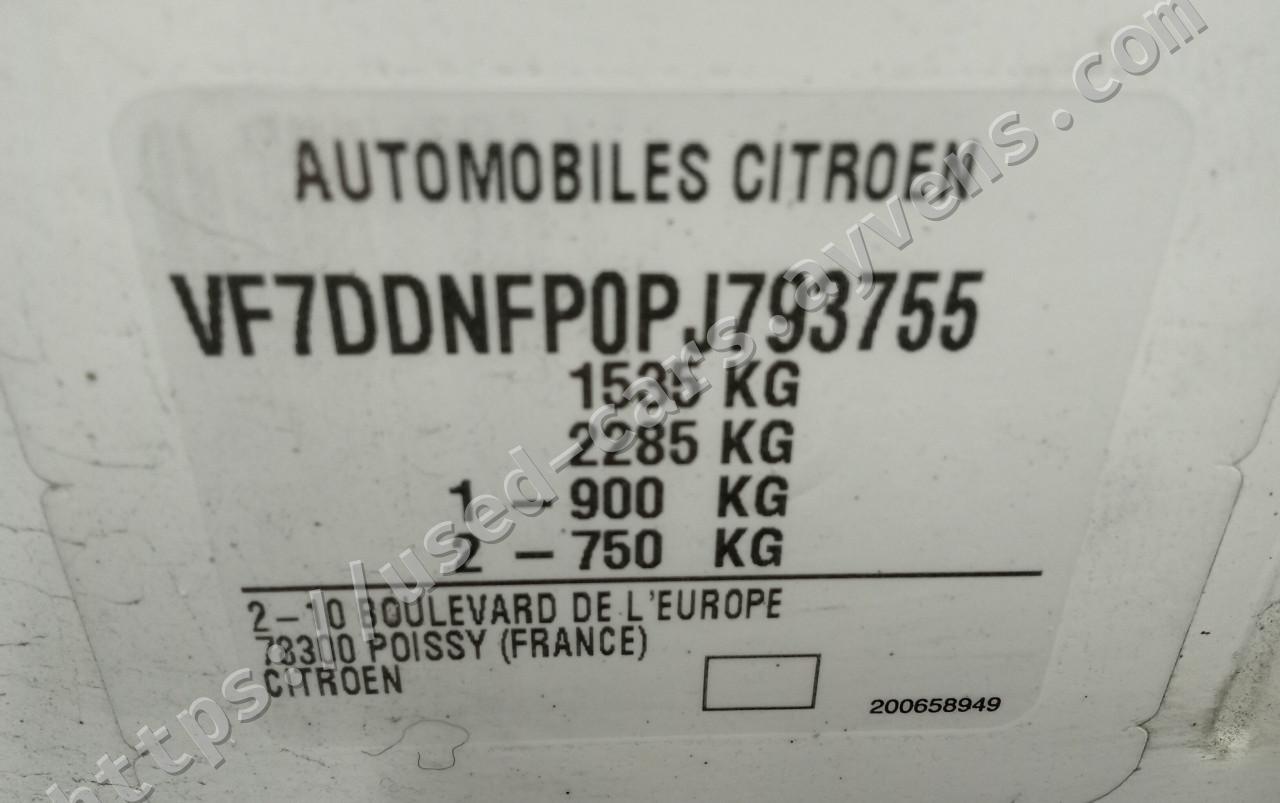 AUTOMOBILES CITROEN
VF7DDNFP0PJ793755
1535 KG
2285 KG
1 - 900 KG
2 - 750 KG
2-10 BOULEVARD DE L'EUROPE
78300 POISSY (FRANCE)
CITROEN
200658949
https://used-cars.ayvens.com